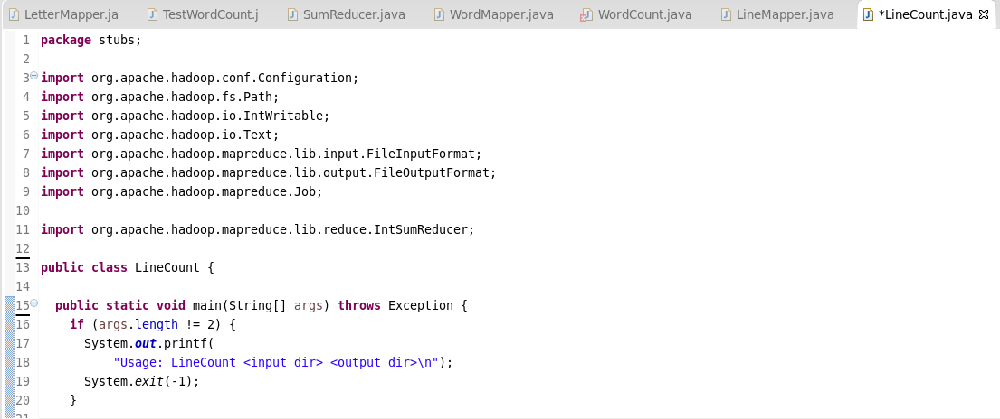 LetterMapper.ja TestWordCount.j SumReducer.java WordMapper.java WordCount.java LineMapper.java *LineCount.java
1 package stubs;
2
3 import org.apache.hadoop.conf.Configuration;
4 import org.apache.hadoop.fs.Path;
5 import org.apache.hadoop.io.IntWritable;
6 import org.apache.hadoop.io.Text;
7 import org.apache.hadoop.mapreduce.lib.input.FileInputFormat;
8 import org.apache.hadoop.mapreduce.lib.output.FileOutputFormat;
9 import org.apache.hadoop.mapreduce.Job;
10
11 import org.apache.hadoop.mapreduce.lib.reduce.IntSumReducer;
12
13 public class LineCount {
14
15 public static void main(String[] args) throws Exception {
16 if (args.length != 2) {
17 System.out.printf(
18 "Usage: LineCount <input dir> <output dir>\n");
19 System.exit(-1);
20 }